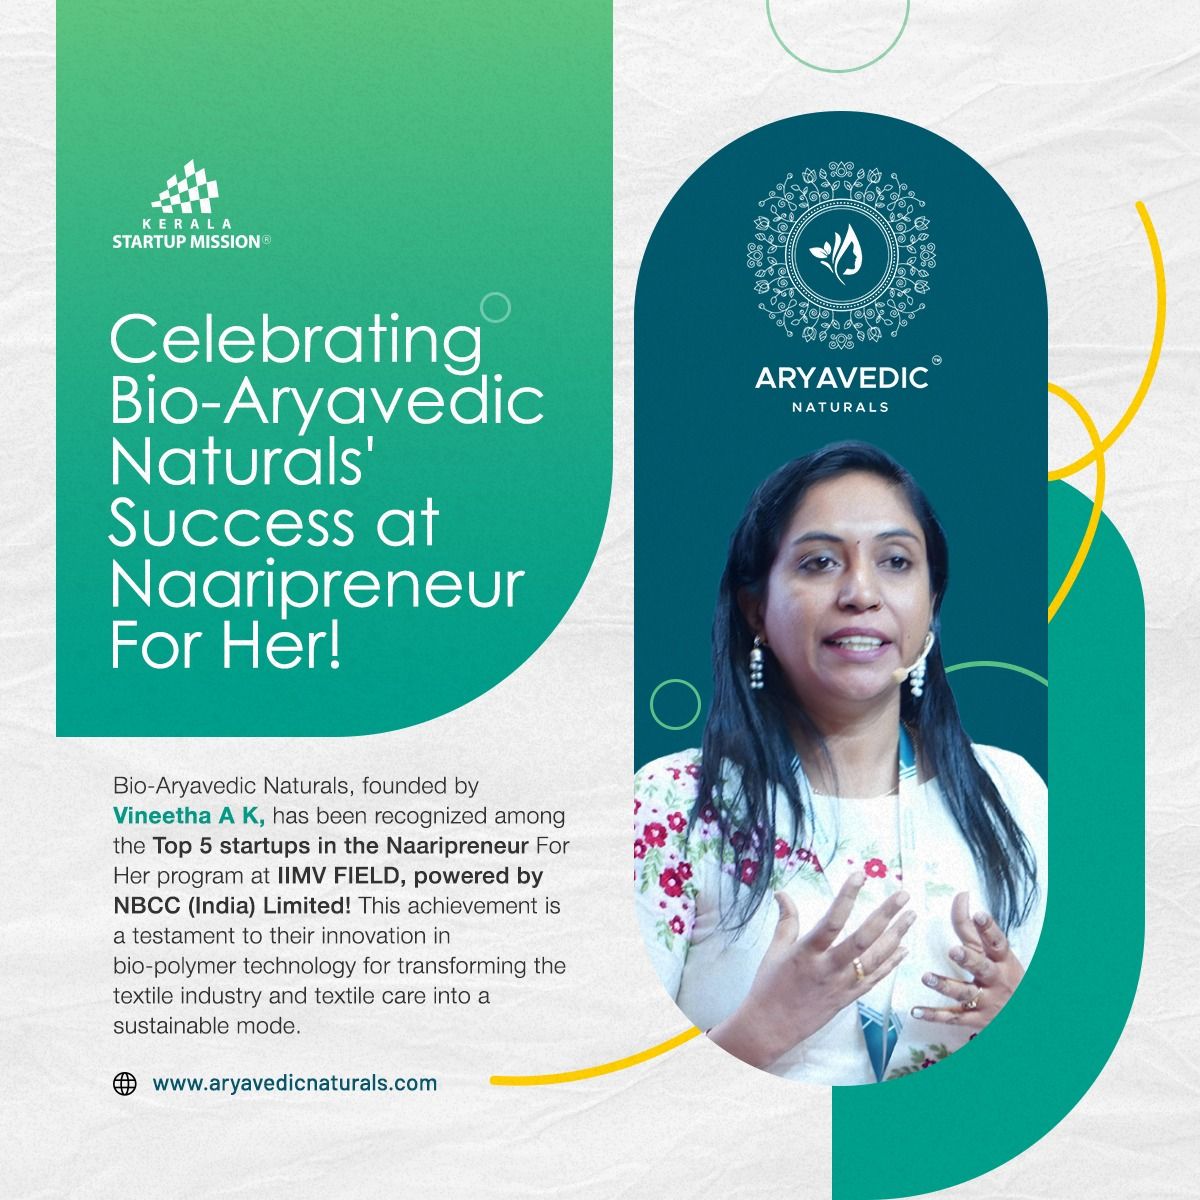 KERALA
STARTUP MISSION®
Celebrating
Bio-Aryavedic
Naturals'
Success at
Naaripreneur
For Her!
Bio-Aryavedic Naturals, founded by
Vineetha A K, has been recognized among
the Top 5 startups in the Naaripreneur For
Her program at IIMV FIELD, powered by
NBCC (India) Limited! This achievement is
a testament to their innovation in
bio-polymer technology for transforming the
textile industry and textile care into a
sustainable mode.
www.aryavedicnaturals.com
ARYAVEDIC™
NATURALS